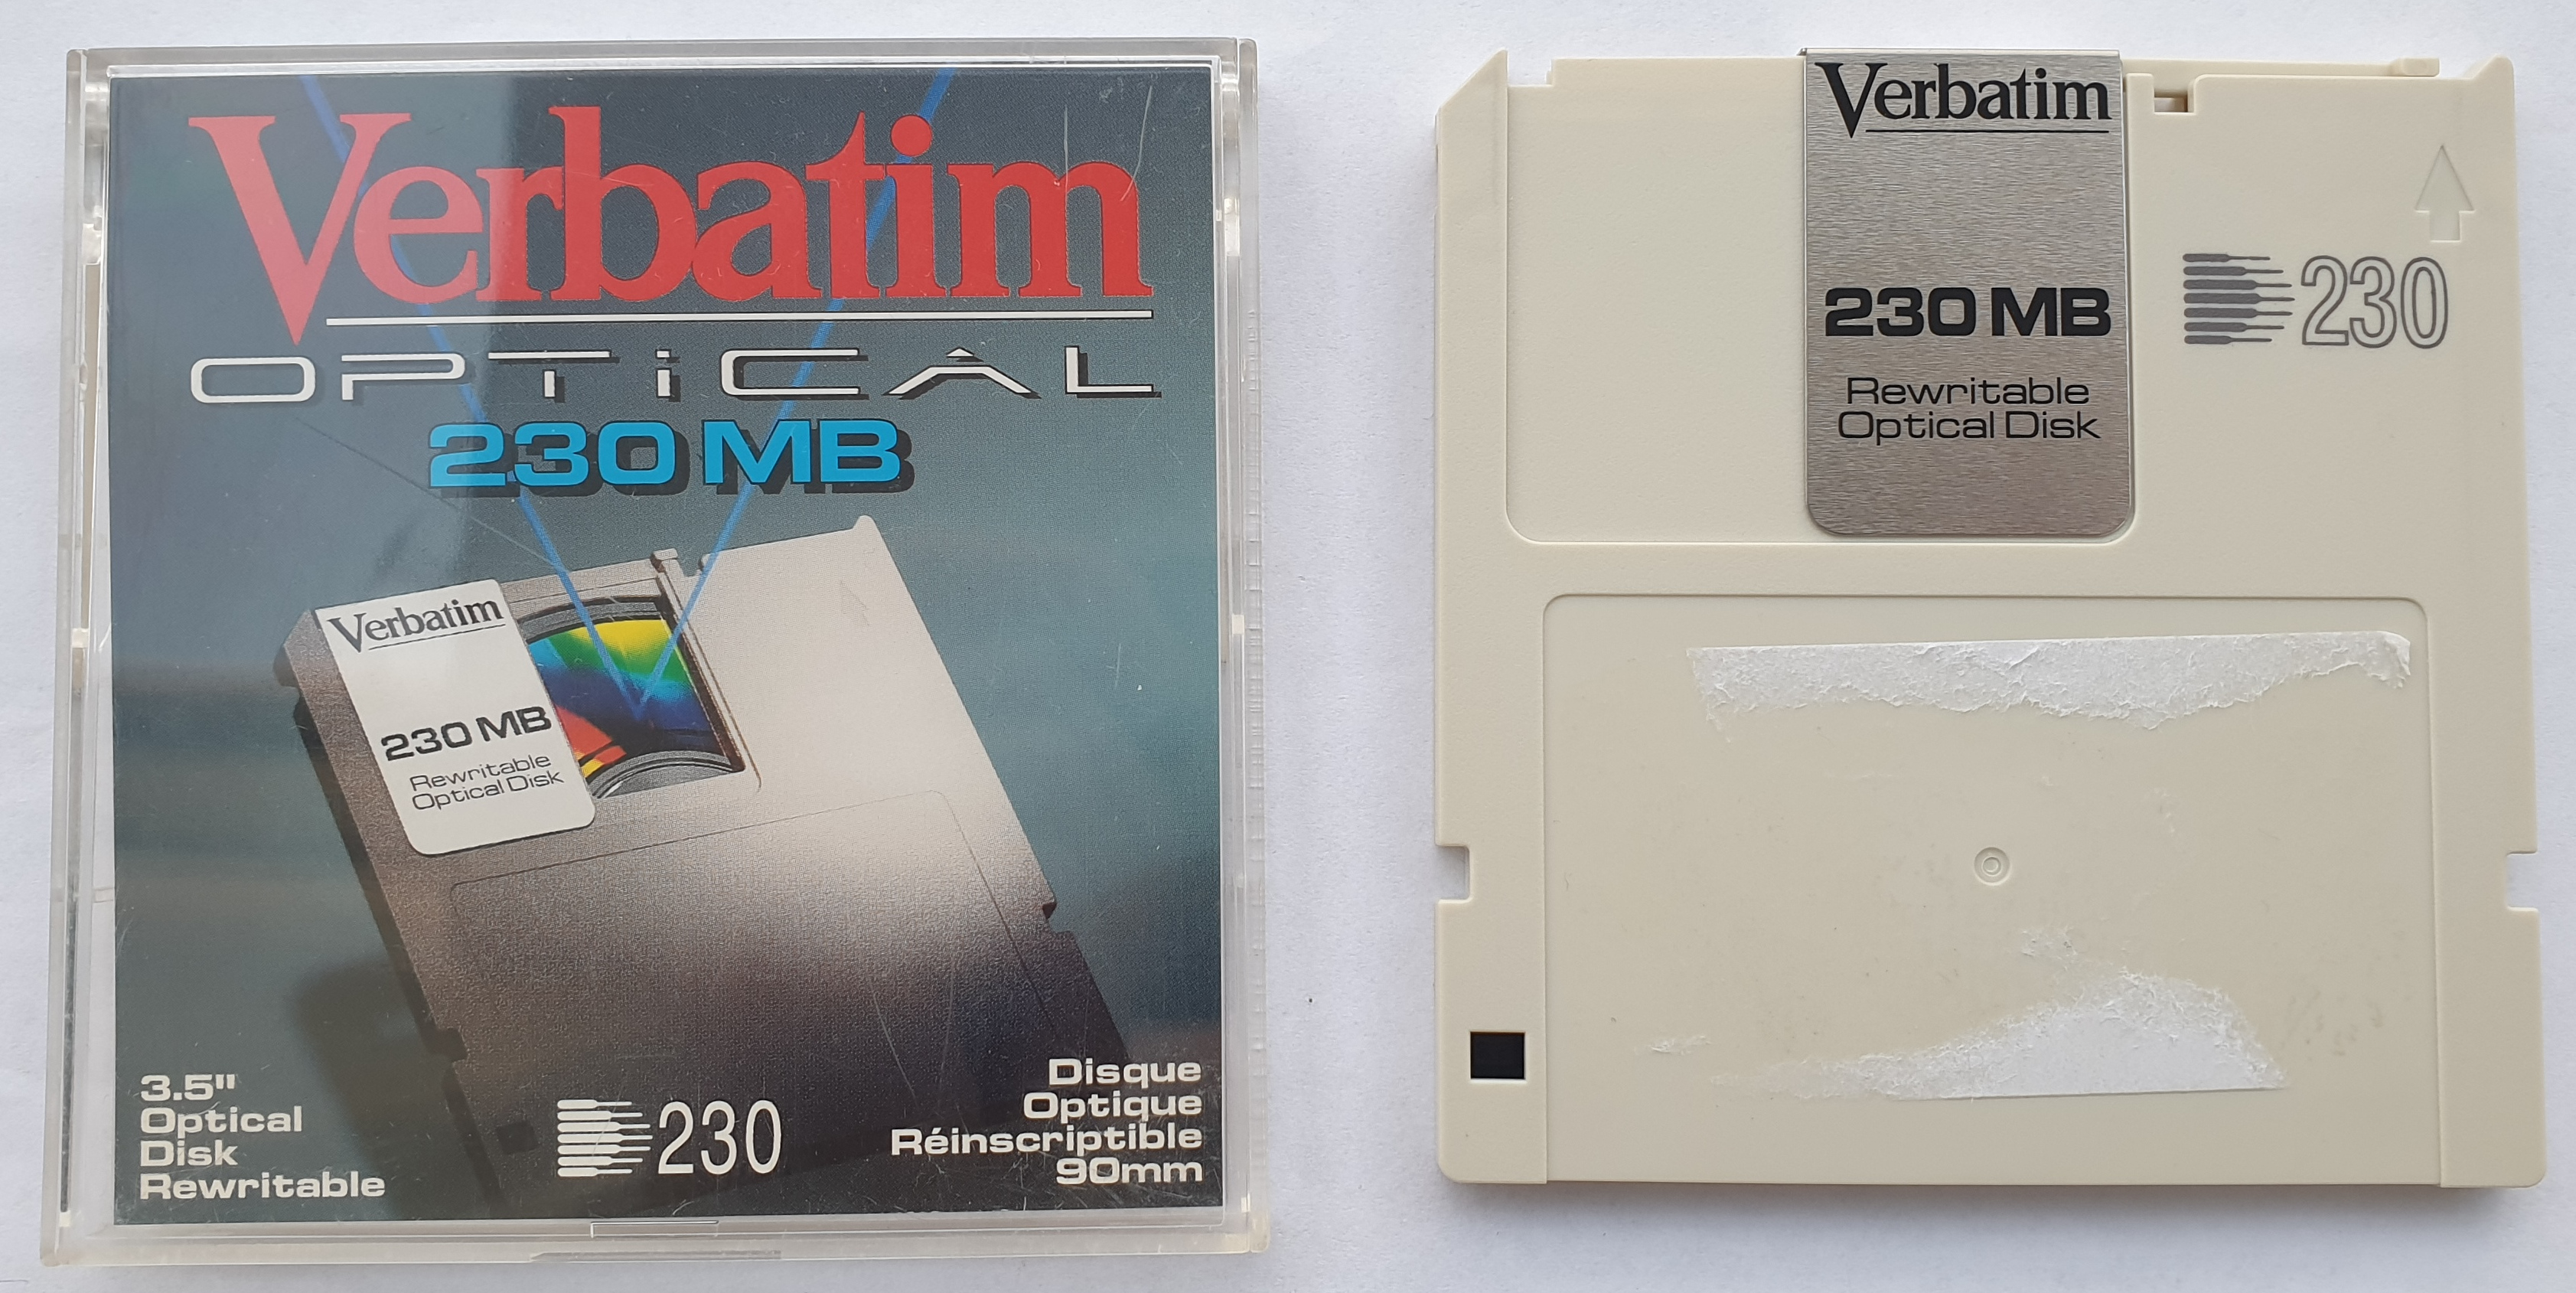 Verbatim
OPTiCAL
230 MB
Verbatim
230 MB
Rewritable
Optical Disk
3.5"
Optical
Disk
Rewritable
230
Disque
Optique
Réinscriptible
90mm
Verbatim
230 MB
Rewritable
Optical Disk
230